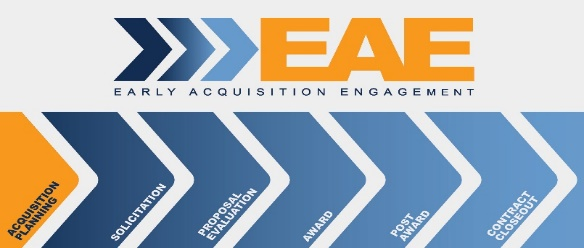 EAE
EARLY ACQUISITION ENGAGEMENT
ACQUISITION
PLANNING
SOLICITATION
PROPOSAL
EVALUATION
AWARD
POST
AWARD
CONTRACT
CLOSEOUT